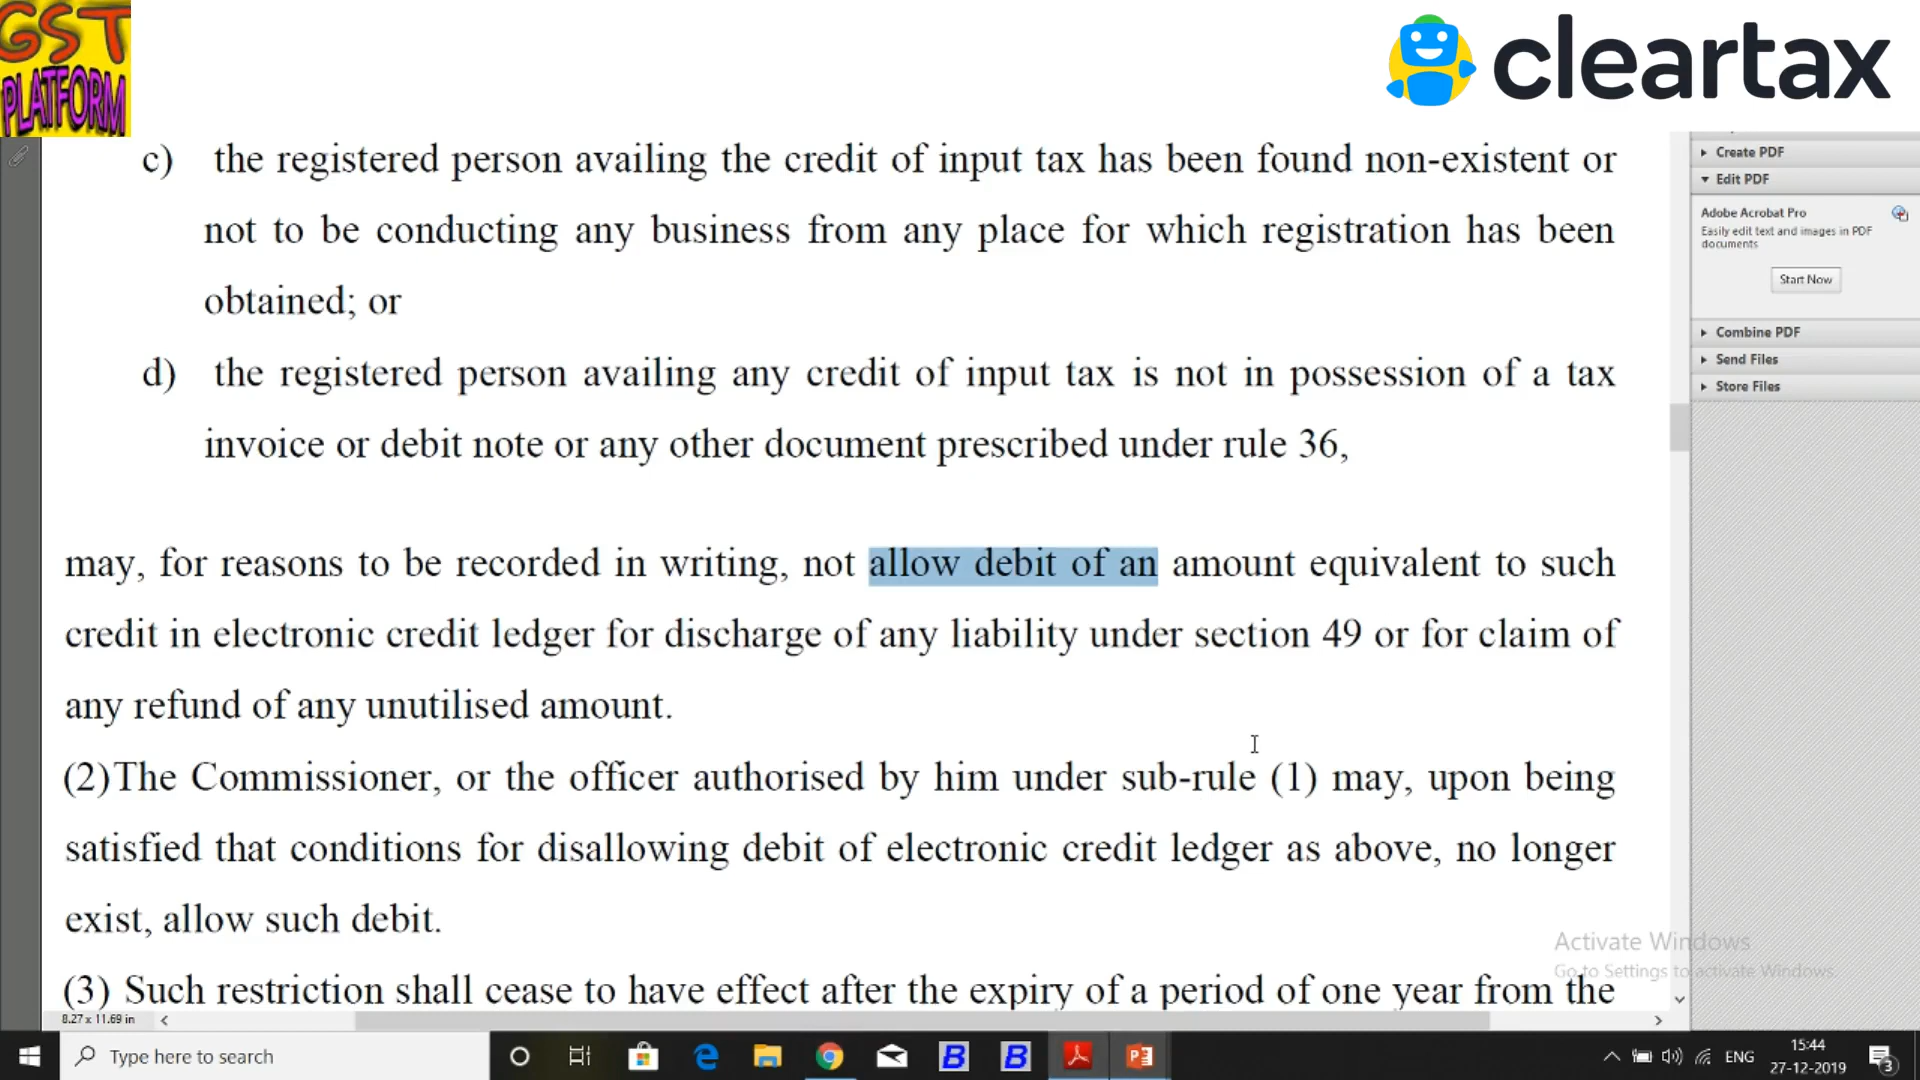 GST
PLATFORM
cleartax
c) the registered person availing the credit of input tax has been found non-existent or
not to be conducting any business from any place for which registration has been
obtained; or
d) the registered person availing any credit of input tax is not in possession of a tax
invoice or debit note or any other document prescribed under rule 36,
may, for reasons to be recorded in writing, not allow debit of an amount equivalent to such
credit in electronic credit ledger for discharge of any liability under section 49 or for claim of
any refund of any unutilised amount.
(2)The Commissioner, or the officer authorised by him under sub-rule (1) may, upon being
satisfied that conditions for disallowing debit of electronic credit ledger as above, no longer
exist, allow such debit.
(3) Such restriction shall cease to have effect after the expiry of a period of one year from the
Create PDF
Edit PDF
Adobe Acrobat Pro
Easily edit text and images in PDF
documents
Start Now
Combine PDF
Send Files
Store Files
Activate Windows
Go to Settings to activate Windows.
8.27 x 11.69 in
Type here to search
ENG
15:44
27-12-2019
3